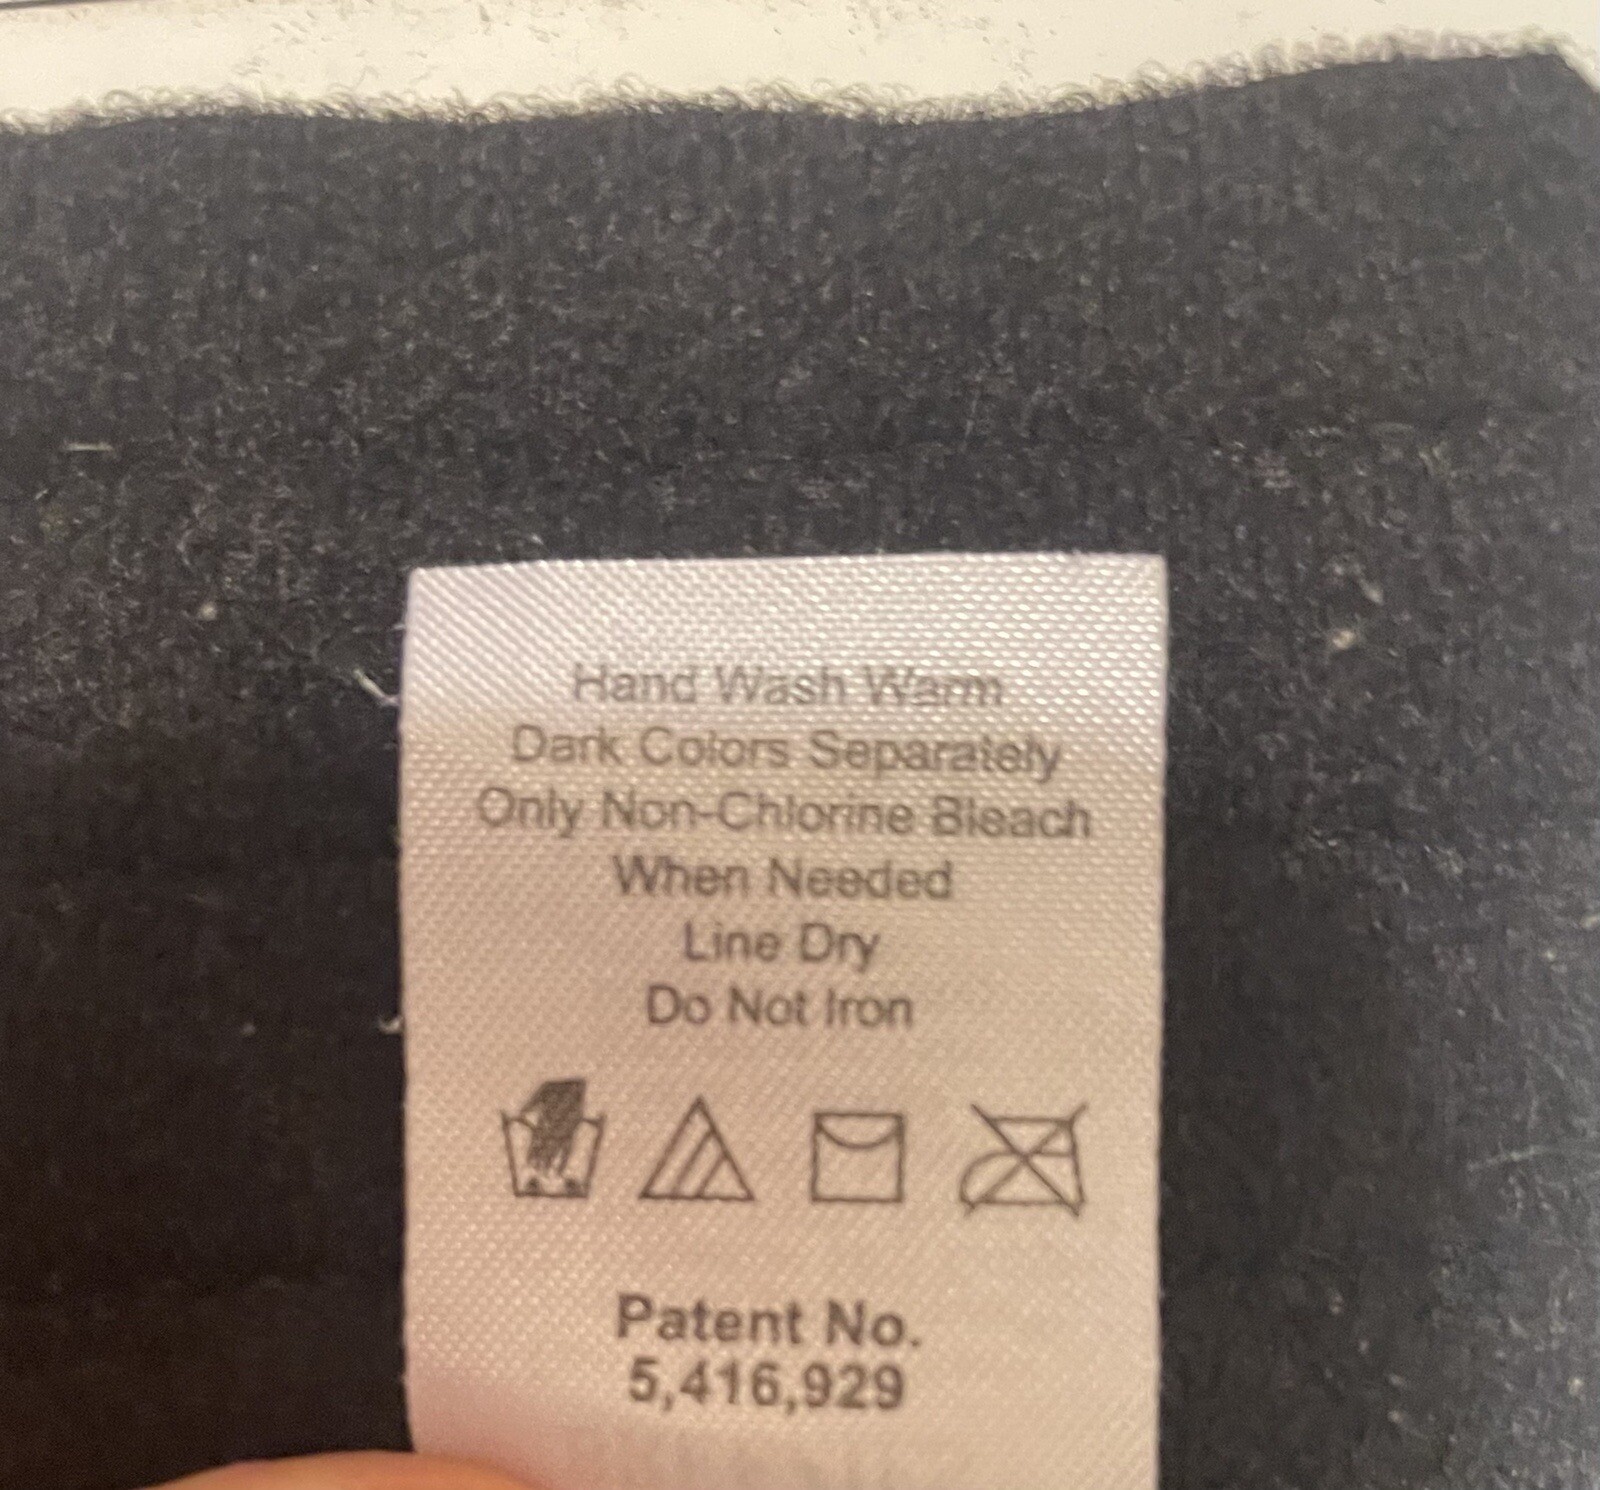 Hand Wash Warm
Dark Colors Separately
Only Non-Chlorine Bleach
When Needed
Line Dry
Do Not Iron
Patent No.
5,416,929